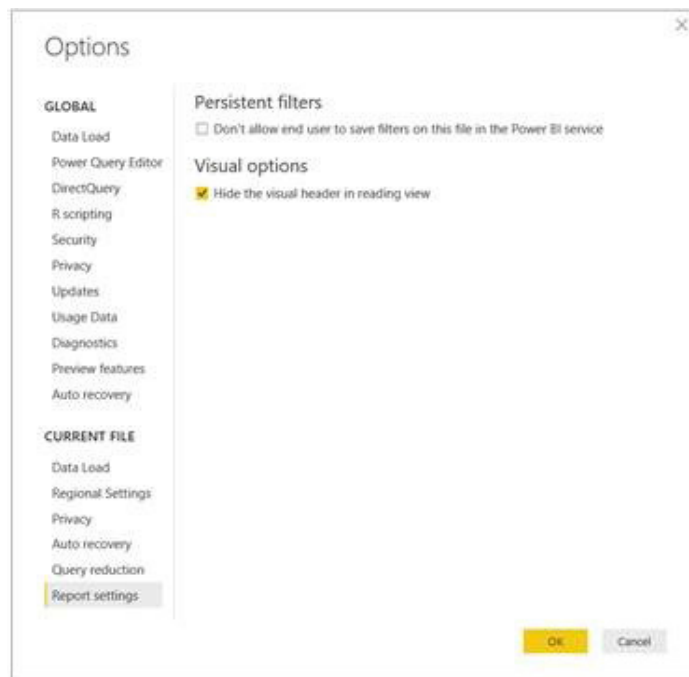 Options
GLOBAL
Data Load
Power Query Editor
DirectQuery
R scripting
Security
Privacy
Updates
Usage Data
Diagnostics
Preview features
Auto recovery
CURRENT FILE
Data Load
Regional Settings
Privacy
Auto recovery
Query reduction
Report settings
Persistent filters
Don't allow end user to save filters on this file in the Power BI service
Visual options
Hide the visual header in reading view
OK
Cancel